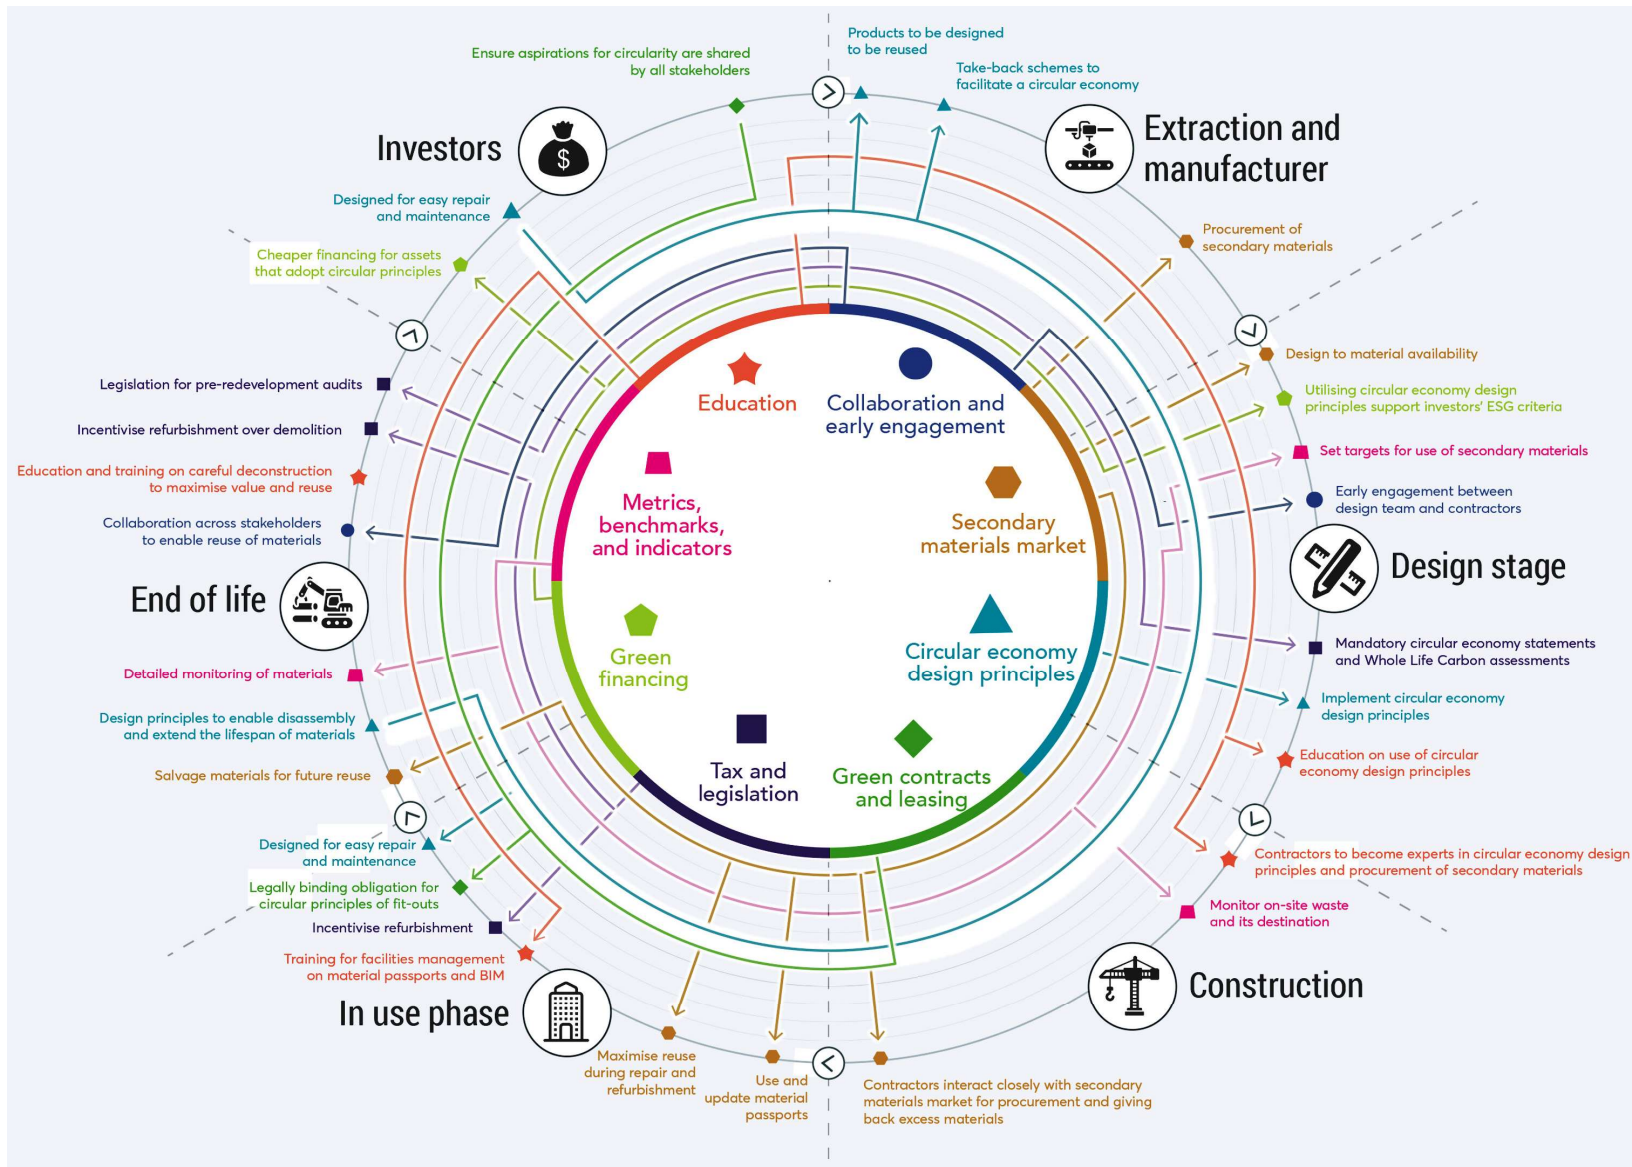 Products to be designed
to be reused
Ensure aspirations for circularity are shared
by all stakeholders
Take-back schemes to
facilitate a circular economy
Investors
$
Extraction and
manufacturer
Designed for easy repair
and maintenance
Procurement of
secondary materials
Cheaper financing for assets
that adopt circular principles
Design to material availability
Utilising circular economy design
principles support investors' ESG criteria
Set targets for use of secondary materials
Early engagement between
design team and contractors
Design stage
Mandatory circular economy statements
and Whole Life Carbon assessments
Implement circular economy
design principles
Education on use of circular
economy design principles
Contractors to become experts in circular economy design
principles and procurement of secondary materials
Monitor on-site waste
and its destination
Construction
Contractors interact closely with secondary
materials market for procurement and giving
back excess materials
Use and
update material
passports
Maximise reuse
during repair and
refurbishment
In use phase
Training for facilities management
on material passports and BIM
Incentivise refurbishment
Legally binding obligation for
circular principles of fit-outs
Designed for easy repair
and maintenance
Salvage materials for future reuse
Design principles to enable disassembly
and extend the lifespan of materials
Detailed monitoring of materials
End of life
Collaboration across stakeholders
to enable reuse of materials
Education and training on careful deconstruction
to maximise value and reuse
Incentivise refurbishment over demolition
Legislation for pre-redevelopment audits
Education
Collaboration and
early engagement
Secondary
materials market
Circular economy
design principles
Green contracts
and leasing
Tax and
legislation
Green
financing
Metrics,
benchmarks,
and indicators